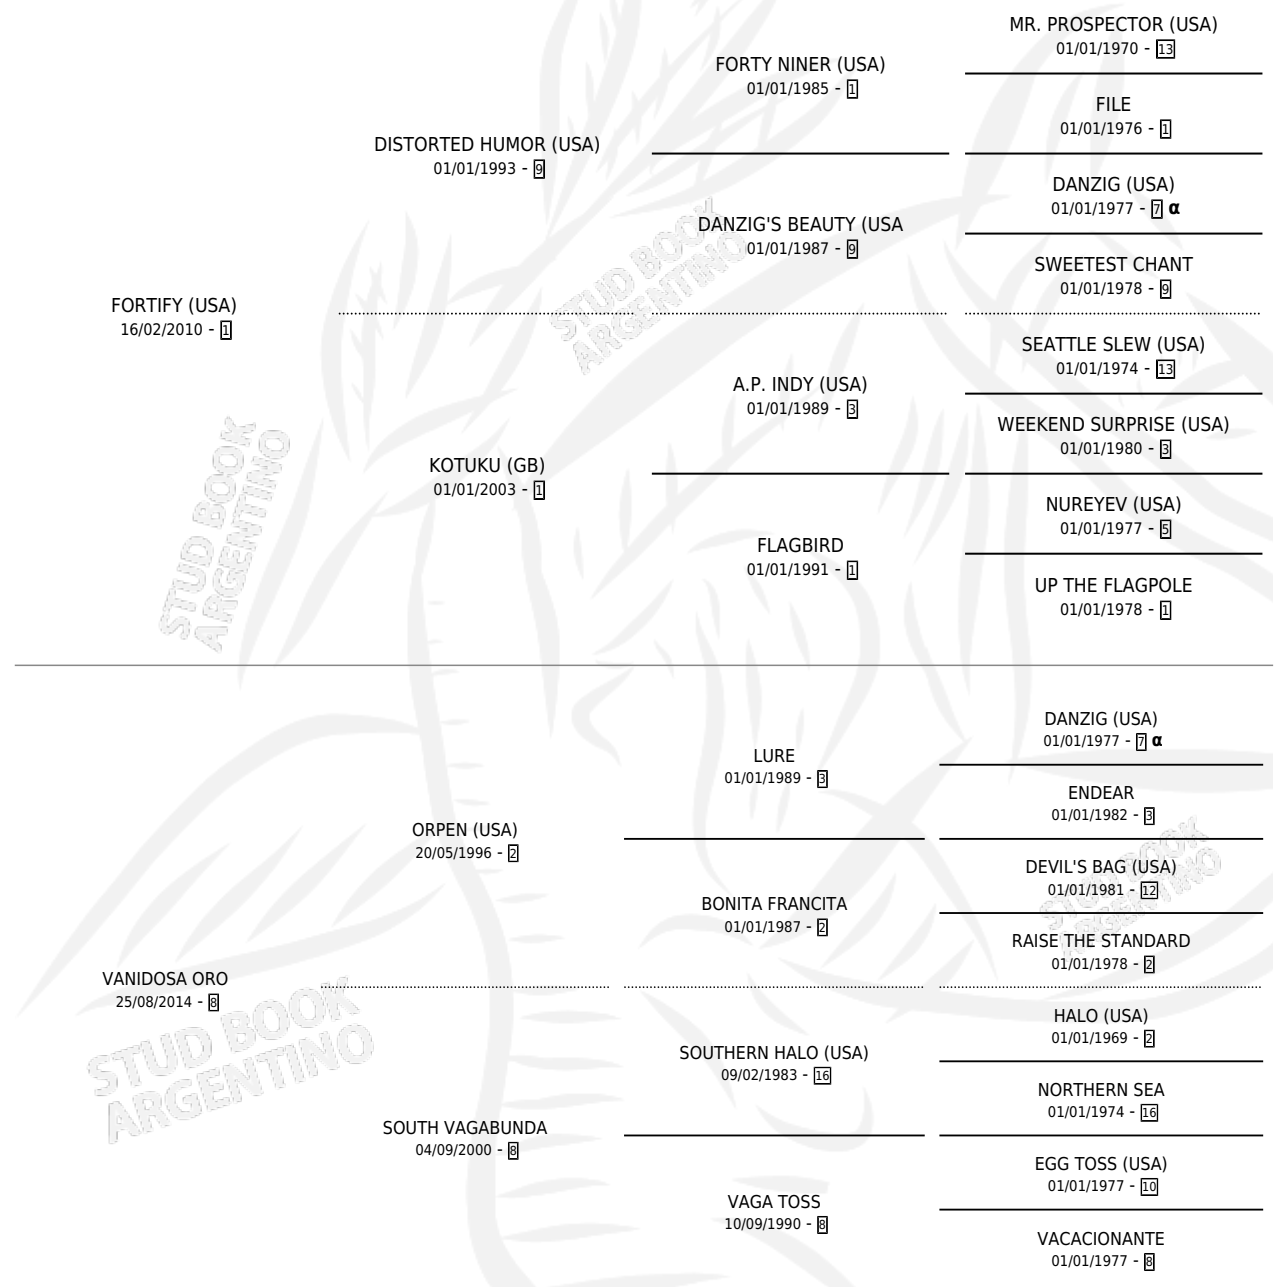 MR. PROSPECTOR (USA)
01/01/1970 - 13
FORTY NINER (USA)
01/01/1985 - 1
FILE
01/01/1976 - 1
DISTORTED HUMOR (USA)
01/01/1993 - 9
DANZIG (USA)
01/01/1977 - 7 α
DANZIG'S BEAUTY (USA
01/01/1987 - 9
SWEETEST CHANT
01/01/1978 - 9
FORTIFY (USA)
16/02/2010 - 1
SEATTLE SLEW (USA)
01/01/1974 - 13
A.P. INDY (USA)
01/01/1989 - 3
WEEKEND SURPRISE (USA)
01/01/1980 - 3
KOTUKU (GB)
01/01/2003 - 1
NUREYEV (USA)
01/01/1977 - 5
FLAGBIRD
01/01/1991 - 1
UP THE FLAGPOLE
01/01/1978 - 1
DANZIG (USA)
01/01/1977 - 7 α
LURE
01/01/1989 - 3
ENDEAR
01/01/1982 - 3
ORPEN (USA)
20/05/1996 - 2
DEVIL'S BAG (USA)
01/01/1981 - 12
BONITA FRANCITA
01/01/1987 - 2
RAISE THE STANDARD
01/01/1978 - 2
VANIDOSA ORO
25/08/2014 - 8
HALO (USA)
01/01/1969 - 2
SOUTHERN HALO (USA)
09/02/1983 - 16
NORTHERN SEA
01/01/1974 - 16
SOUTH VAGABUNDA
04/09/2000 - 8
EGG TOSS (USA)
01/01/1977 - 10
VAGA TOSS
10/09/1990 - 8
VACACIONANTE
01/01/1977 - 8
STUD BOOK
ARGENTINO
STUD BOOK
ARGENTINO
STUD BOOK
ARGENTINO
STUD BOOK
ARGENTINO